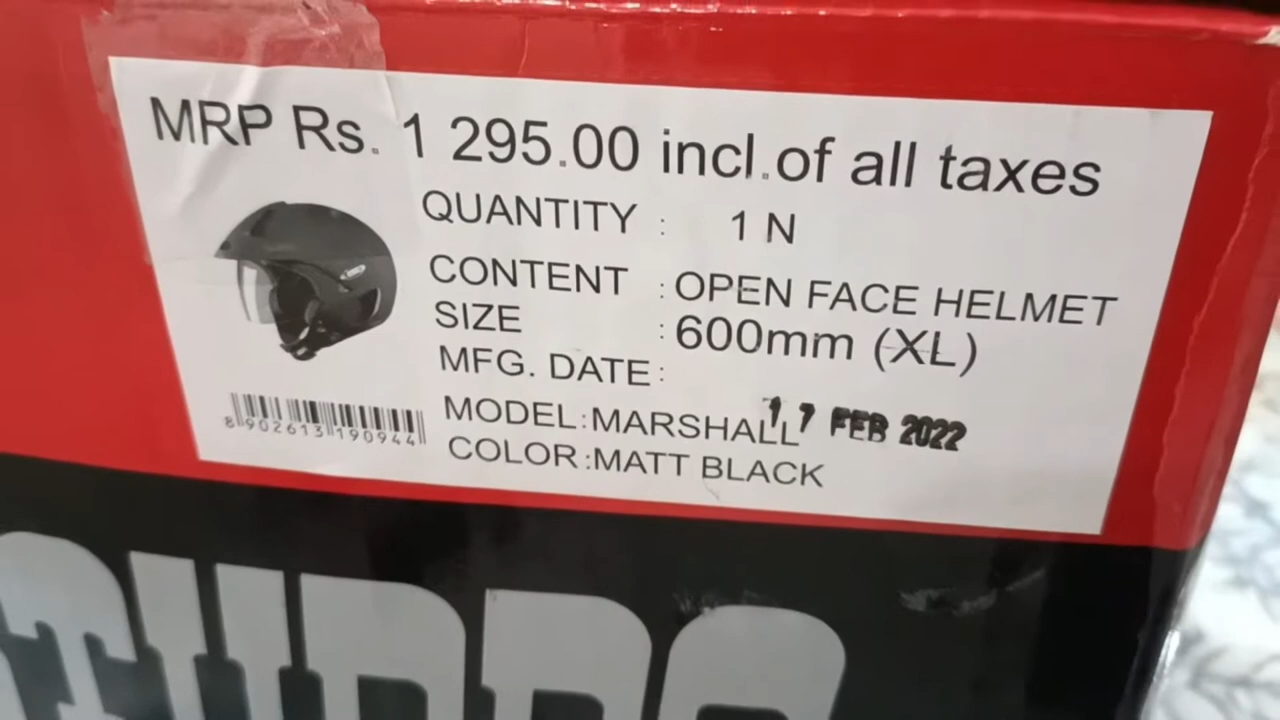 MRP Rs. 1 295.00 incl.of all taxes
QUANTITY : 1 N
CONTENT : OPEN FACE HELMET
SIZE : 600mm (XL)
MFG. DATE :
17 FEB 2022
MODEL:MARSHALL
COLOR:MATT BLACK
8 902613 190944